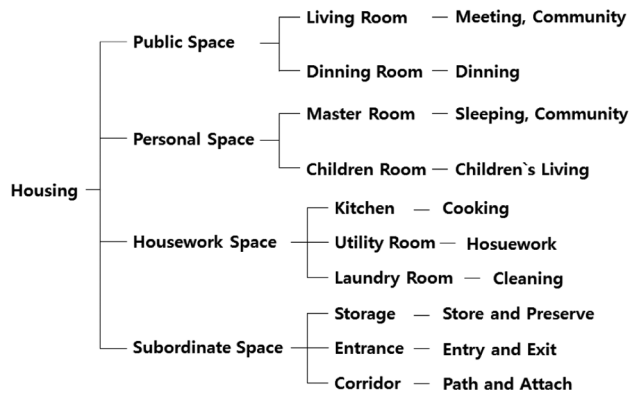 Living Room — Meeting, Community
Public Space
Dinning Room — Dinning
Master Room — Sleeping, Community
Personal Space
Children Room — Children`s Living
Housing
Kitchen — Cooking
Housework Space
Utility Room — Hosuework
Laundry Room — Cleaning
Storage — Store and Preserve
Subordinate Space
Entrance — Entry and Exit
Corridor — Path and Attach